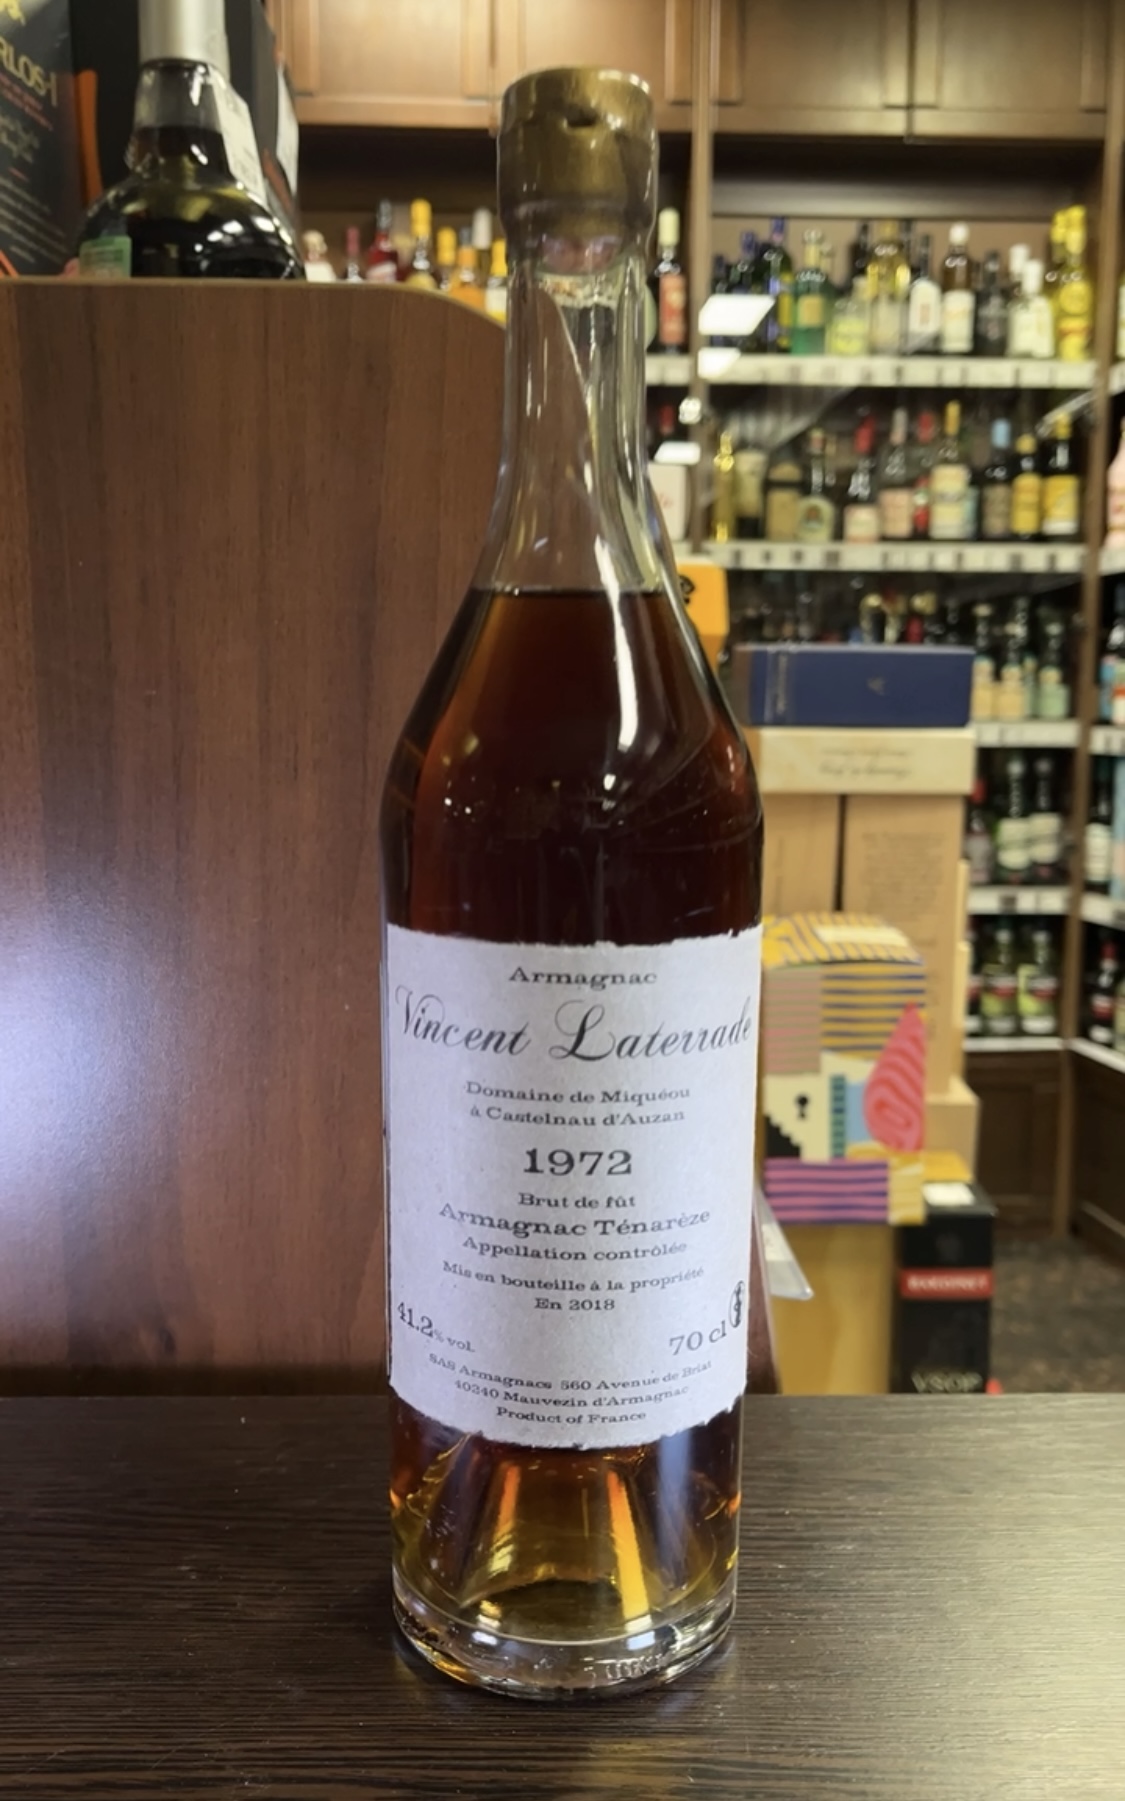 RLOS-I
Armagnac
Vincent Laterrade
Domaine de Miquéou
à Castelnau d'Auzan
1972
Brut de fût
Armagnac Ténarèze
Appellation contrôlée
Mis en bouteille à la propriété
En 2018
41.2% vol.
70 cl
SAS Armagnacs 560 Avenue de Briat
40240 Mauvezin d'Armagnac
Product of France
VSOP